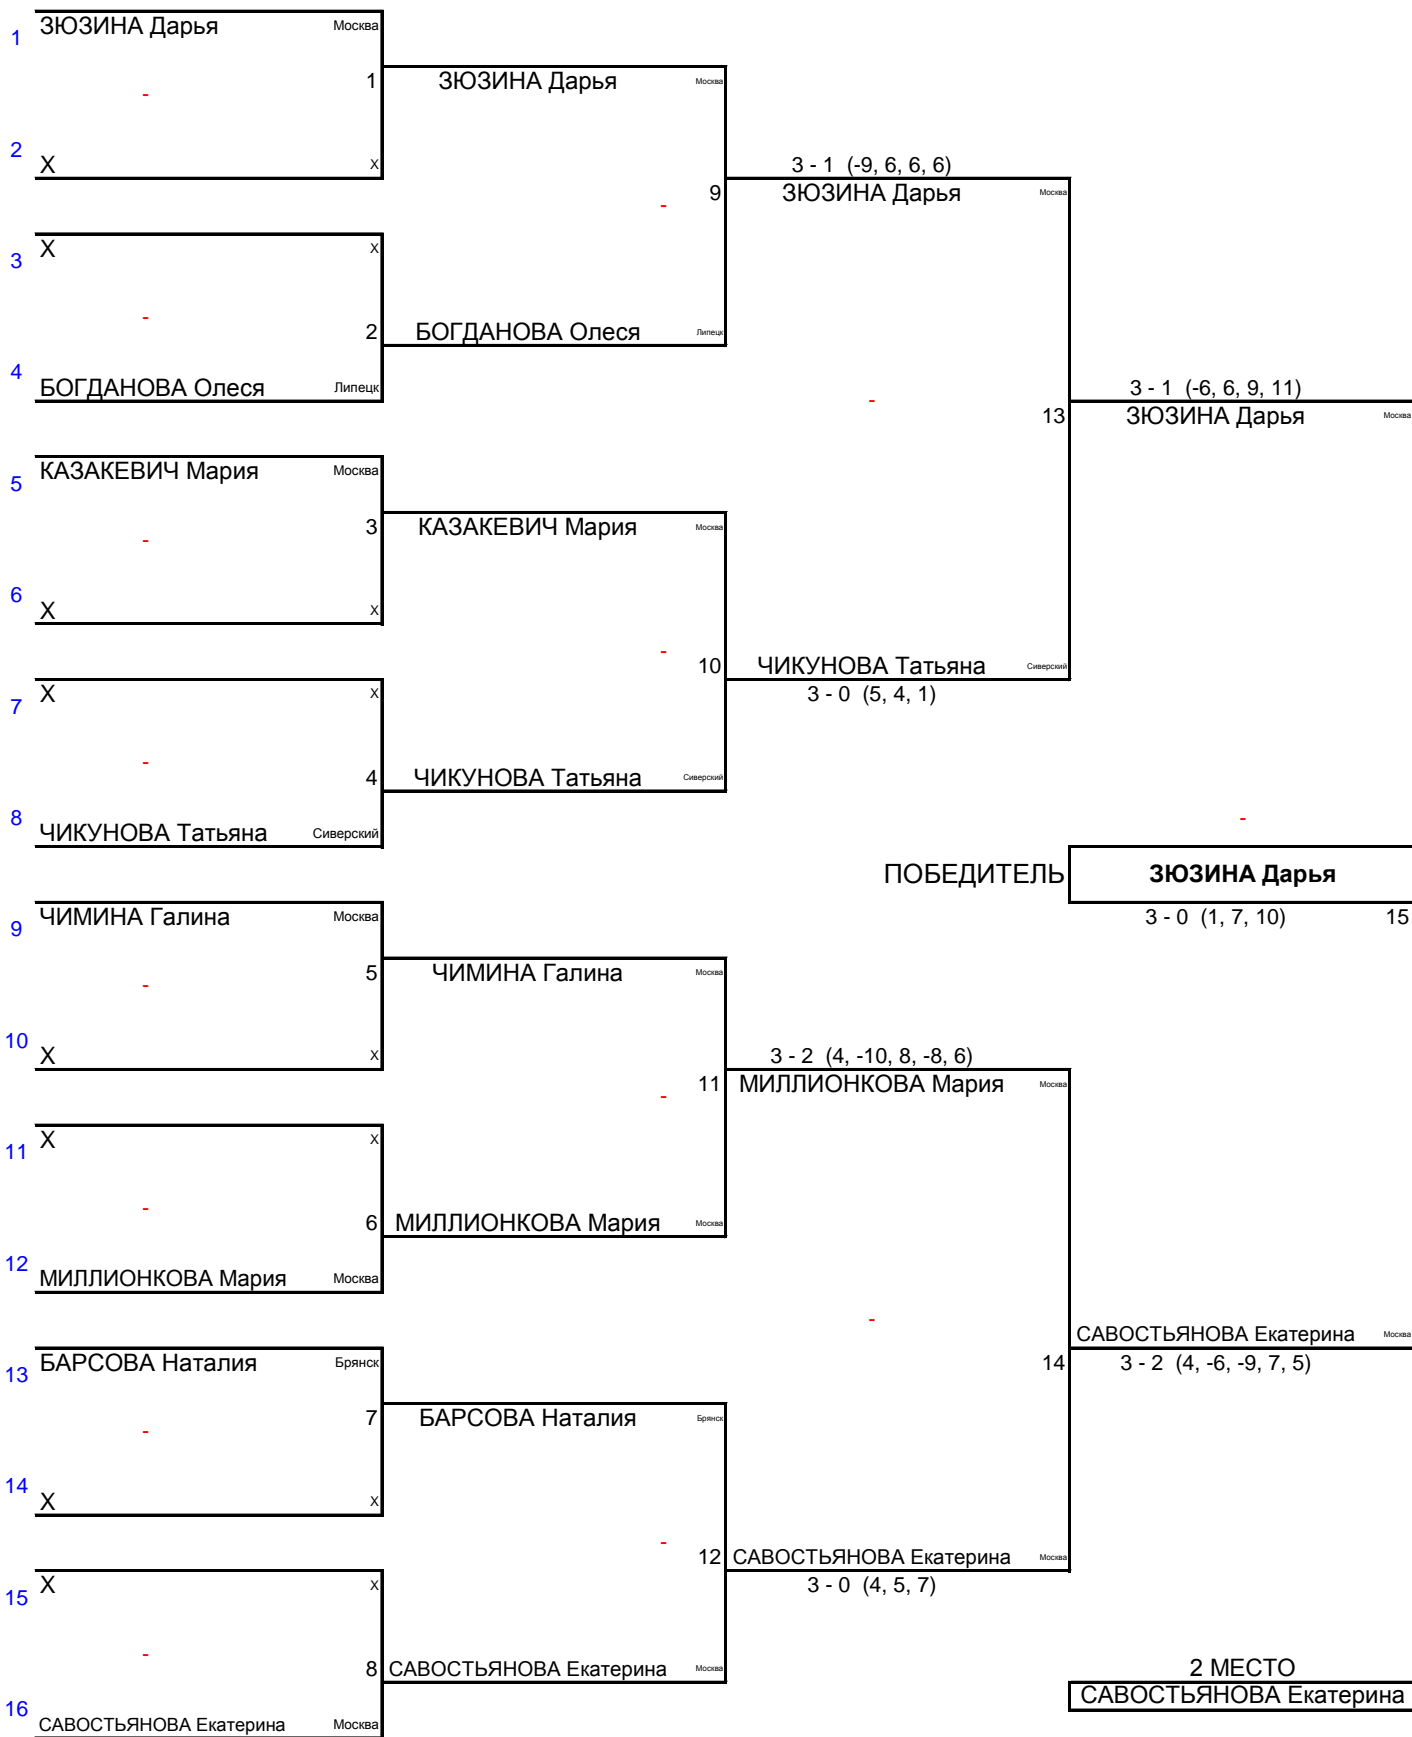 1 ЗЮЗИНА Дарья Москва
1 ЗЮЗИНА Дарья Москва
-
2 X X
3 - 1 (-9, 6, 6, 6)
9 ЗЮЗИНА Дарья Москва
-
3 X X
-
2 БОГДАНОВА Олеся Липецк
4 БОГДАНОВА Олеся Липецк
3 - 1 (-6, 6, 9, 11)
-
13 ЗЮЗИНА Дарья Москва
5 КАЗАКЕВИЧ Мария Москва
3 КАЗАКЕВИЧ Мария Москва
-
6 X X
-
10 ЧИКУНОВА Татьяна Сиверский
7 X X
3 - 0 (5, 4, 1)
-
4 ЧИКУНОВА Татьяна Сиверский
8 ЧИКУНОВА Татьяна Сиверский
-
ПОБЕДИТЕЛЬ ЗЮЗИНА Дарья
3 - 0 (1, 7, 10) 15
9 ЧИМИНА Галина Москва
5 ЧИМИНА Галина Москва
-
10 X X
3 - 2 (4, -10, 8, -8, 6)
11 МИЛЛИОНКОВА Мария Москва
-
11 X X
-
6 МИЛЛИОНКОВА Мария Москва
12 МИЛЛИОНКОВА Мария Москва
-
САВОСТЬЯНОВА Екатерина Москва
14 3 - 2 (4, -6, -9, 7, 5)
13 БАРСОВА Наталия Брянск
7 БАРСОВА Наталия Брянск
-
14 X X
-
12 САВОСТЬЯНОВА Екатерина Москва
3 - 0 (4, 5, 7)
15 X X
-
8 САВОСТЬЯНОВА Екатерина Москва
2 МЕСТО
САВОСТЬЯНОВА Екатерина
16 САВОСТЬЯНОВА Екатерина Москва